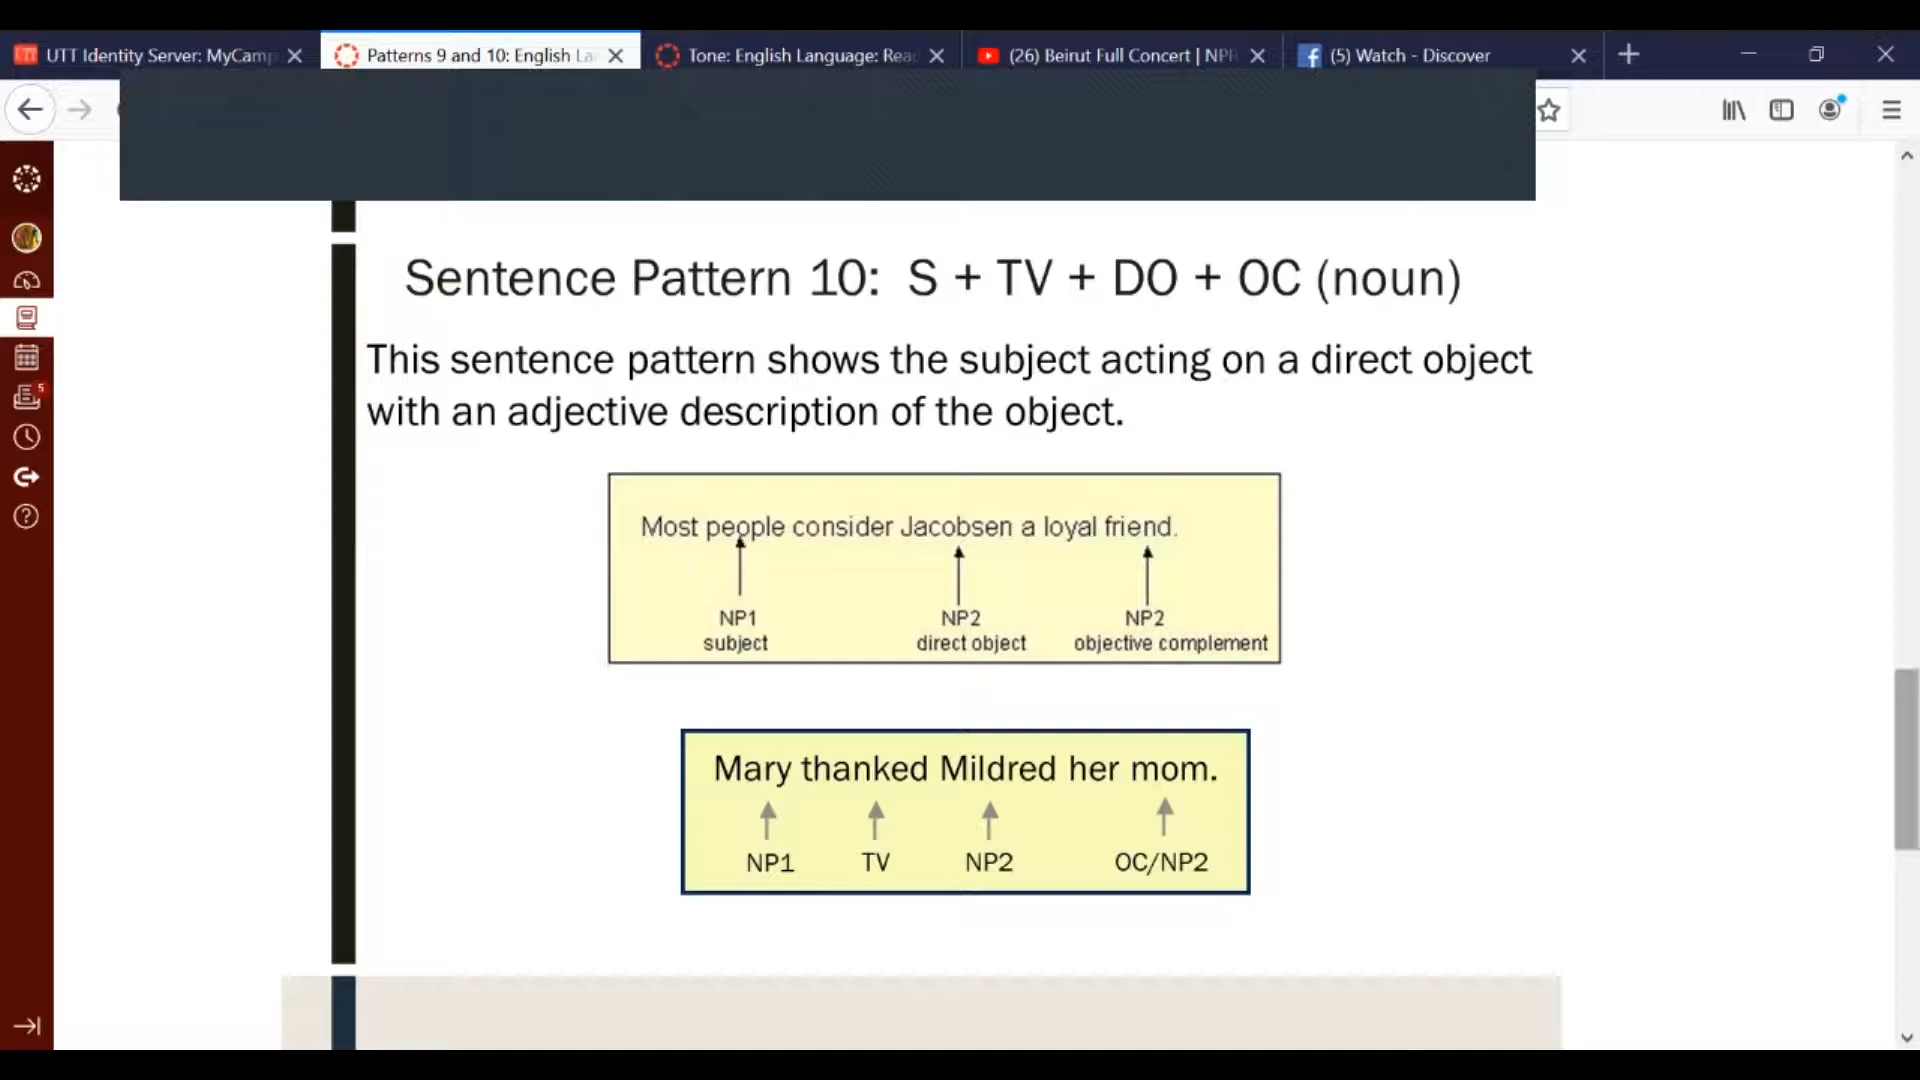 UTT Identity Server: MyCamp
Patterns 9 and 10: English La
Tone: English Language: Rea
(26) Beirut Full Concert | NPR
(5) Watch - Discover
5
Sentence Pattern 10: S + TV + DO + OC (noun)
This sentence pattern shows the subject acting on a direct object
with an adjective description of the object.
Most people consider Jacobsen a loyal friend.
NP1 NP2 NP2
subject direct object objective complement
Mary thanked Mildred her mom.
NP1 TV NP2 OC/NP2